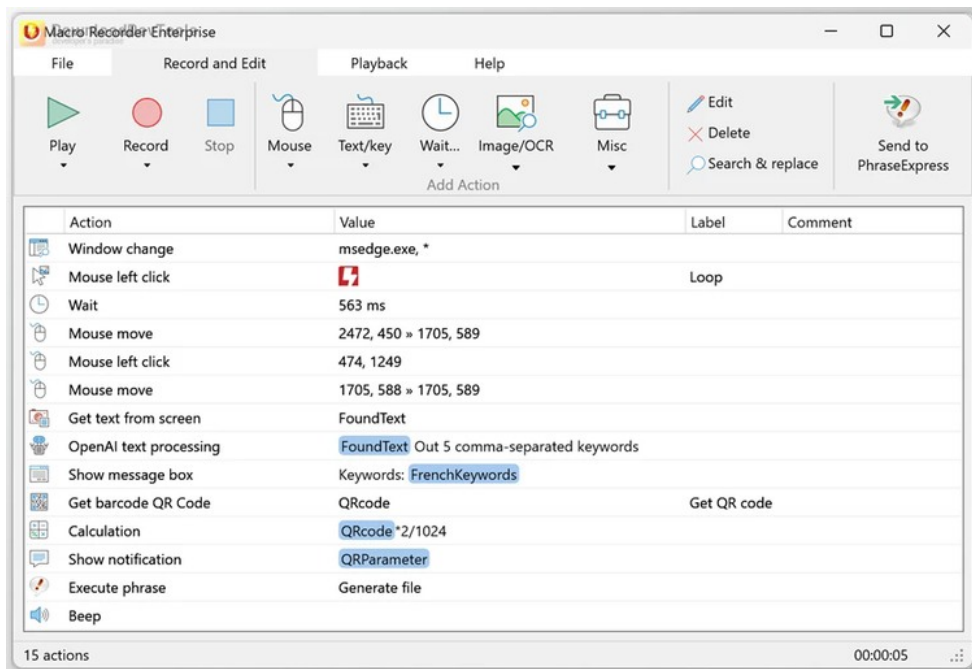 Macro Recorder Enterprise
DownloadDevTools
developer's paradise
File Record and Edit Playback Help
Play Record Stop Mouse Text/key Wait... Image/OCR Misc
Add Action
Edit
Delete
Search & replace
Send to
PhraseExpress
Action Value Label Comment
Window change msedge.exe, *
Mouse left click Loop
Wait 563 ms
Mouse move 2472, 450 » 1705, 589
Mouse left click 474, 1249
Mouse move 1705, 588 » 1705, 589
Get text from screen FoundText
OpenAI text processing FoundText Out 5 comma-separated keywords
Show message box Keywords: FrenchKeywords
Get barcode QR Code QRcode Get QR code
Calculation QRcode *2/1024
Show notification QRParameter
Execute phrase Generate file
Beep
15 actions 00:00:05